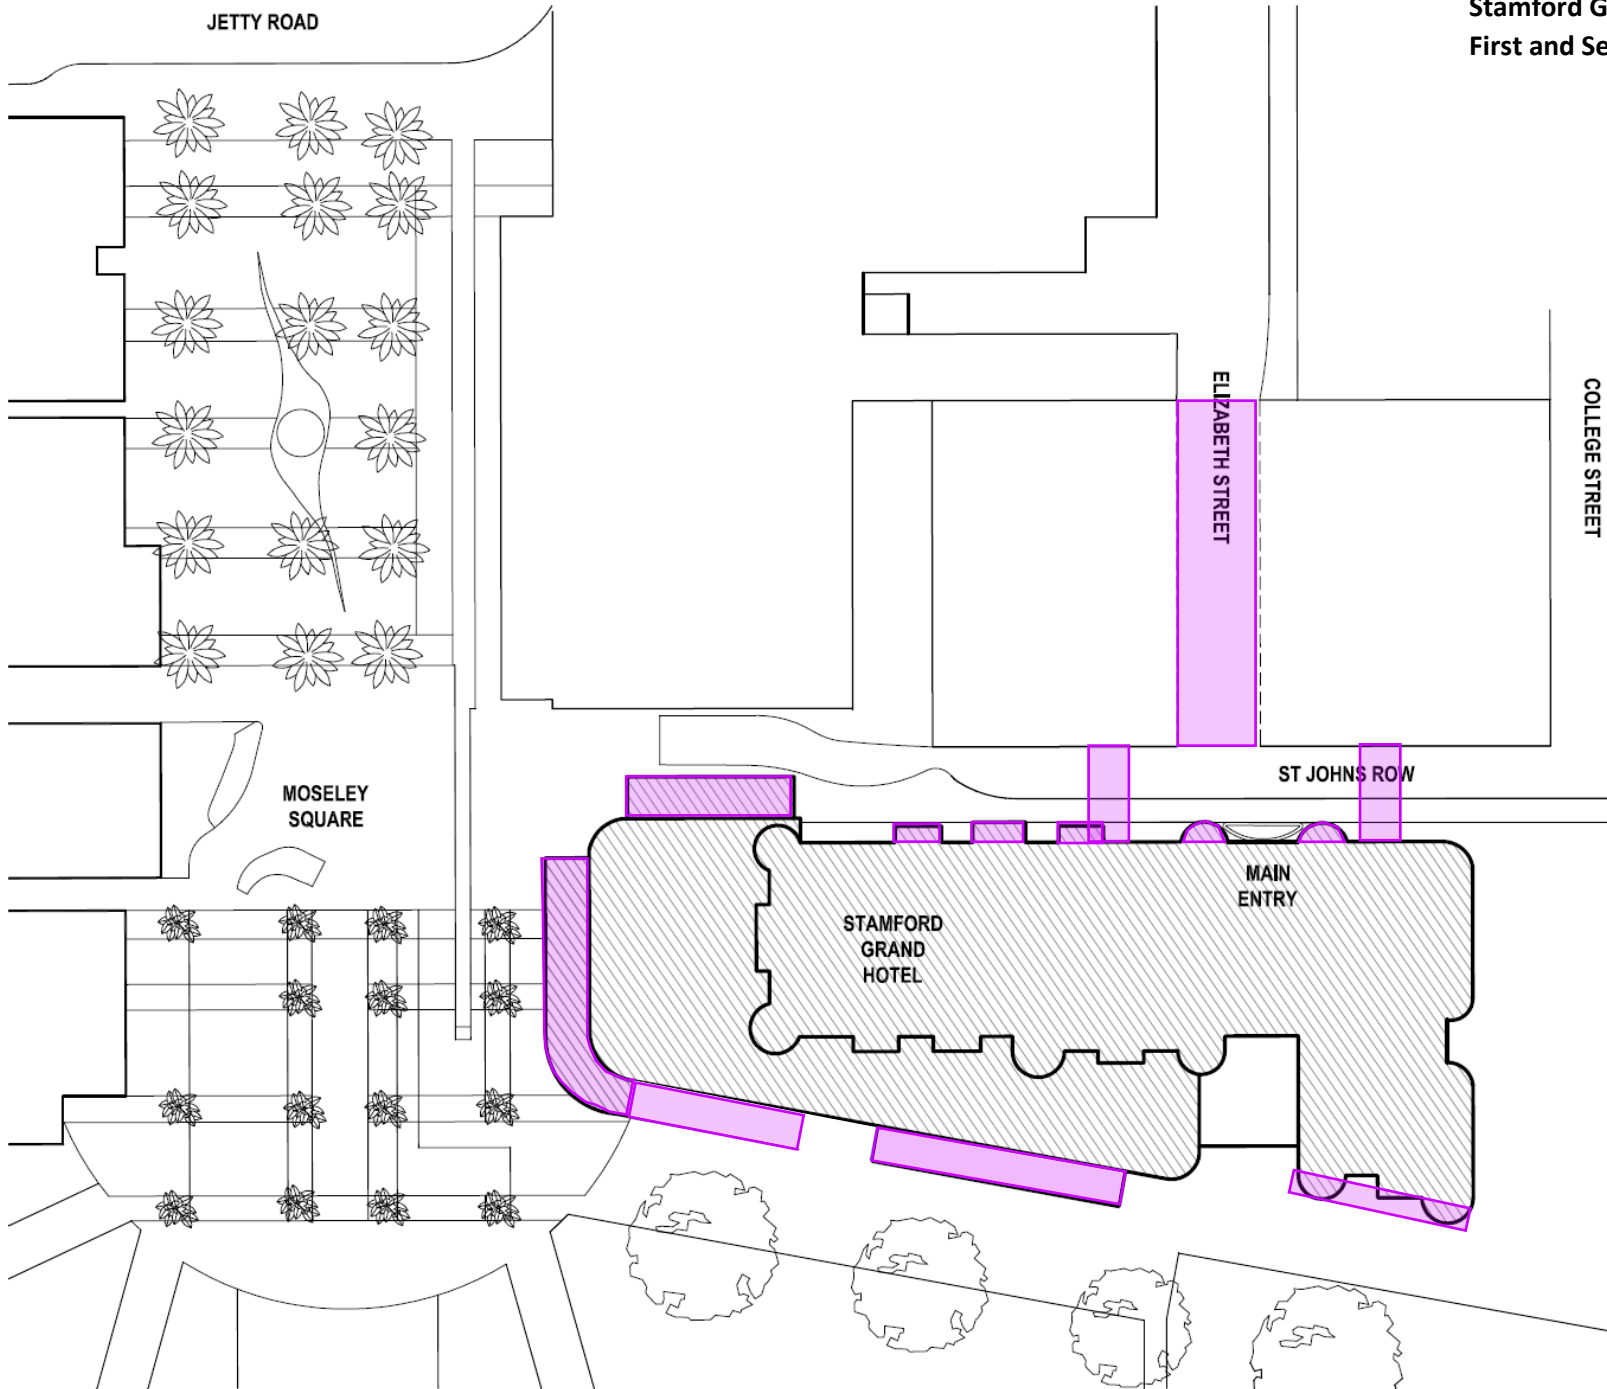 Stamford G
First and Se
JETTY ROAD
ELIZABETH STREET
COLLEGE STREET
ST JOHNS ROW
MOSELEY
SQUARE
MAIN
ENTRY
STAMFORD
GRAND
HOTEL